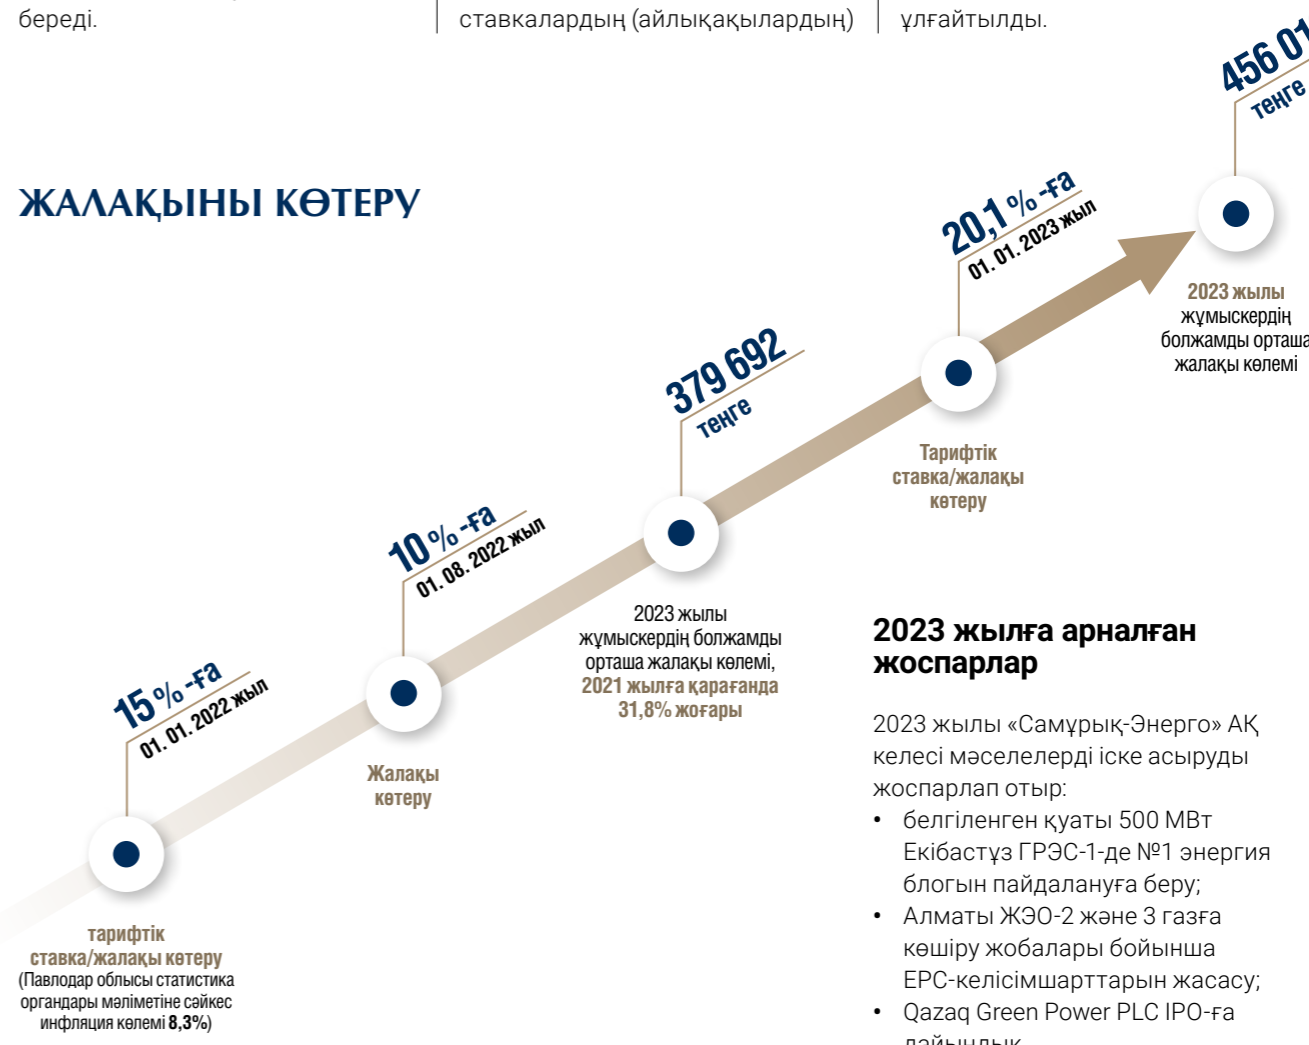 береді.
ставкалардың (айлықақылардың)
ұлғайтылды.
ЖАЛАҚЫНЫ КӨТЕРУ
15 % -ға
01. 01. 2022 жыл
тарифтік
ставка/жалақы көтеру
(Павлодар облысы статистика
органдары мәліметіне сәйкес
инфляция көлемі 8,3%)
10 % -ға
01. 08. 2022 жыл
Жалақы
көтеру
379 692
теңге
2023 жылы
жұмыскердің болжамды
орташа жалақы көлемі,
2021 жылға қарағанда
31,8% жоғары
20,1 % -ға
01. 01. 2023 жыл
Тарифтік
ставка/жалақы
көтеру
456 01
теңге
2023 жылы
жұмыскердің
болжамды орташа
жалақы көлемі
2023 жылға арналған
жоспарлар
2023 жылы «Самұрық-Энерго» АҚ
келесі мәселелерді іске асыруды
жоспарлап отыр:
• белгіленген қуаты 500 МВт
Екібастұз ГРЭС-1-де №1 энергия
блогын пайдалануға беру;
• Алматы ЖЭО-2 және 3 газға
көшіру жобалары бойынша
ЕРС-келісімшарттарын жасасу;
• Qazaq Green Power PLC IPO-ға